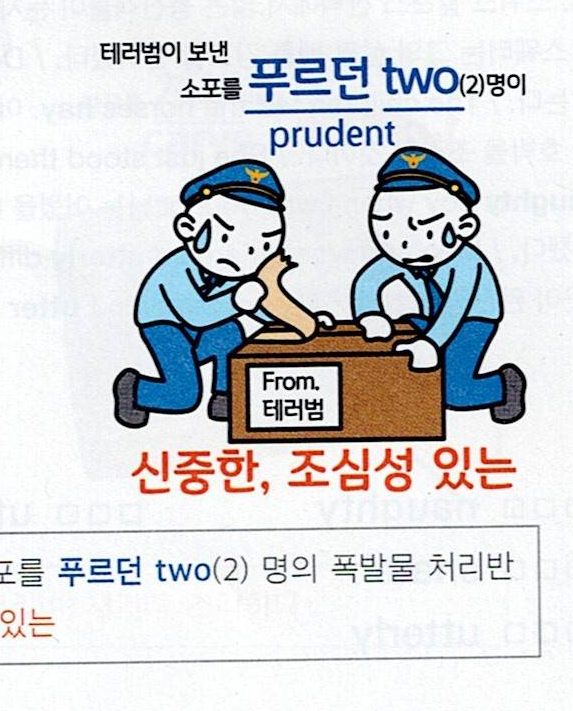 테러범이 보낸
소포를 푸르던 two(2)명이
prudent
From.
테러범
신중한, 조심성 있는
포를 푸르던 two(2) 명의 폭발물 처리반
있는